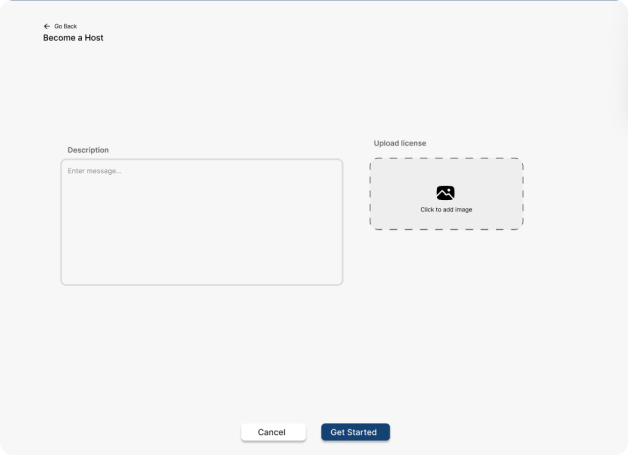 Go Back
Become a Host
Description
Enter message...
Upload license
Click to add image
Cancel
Get Started